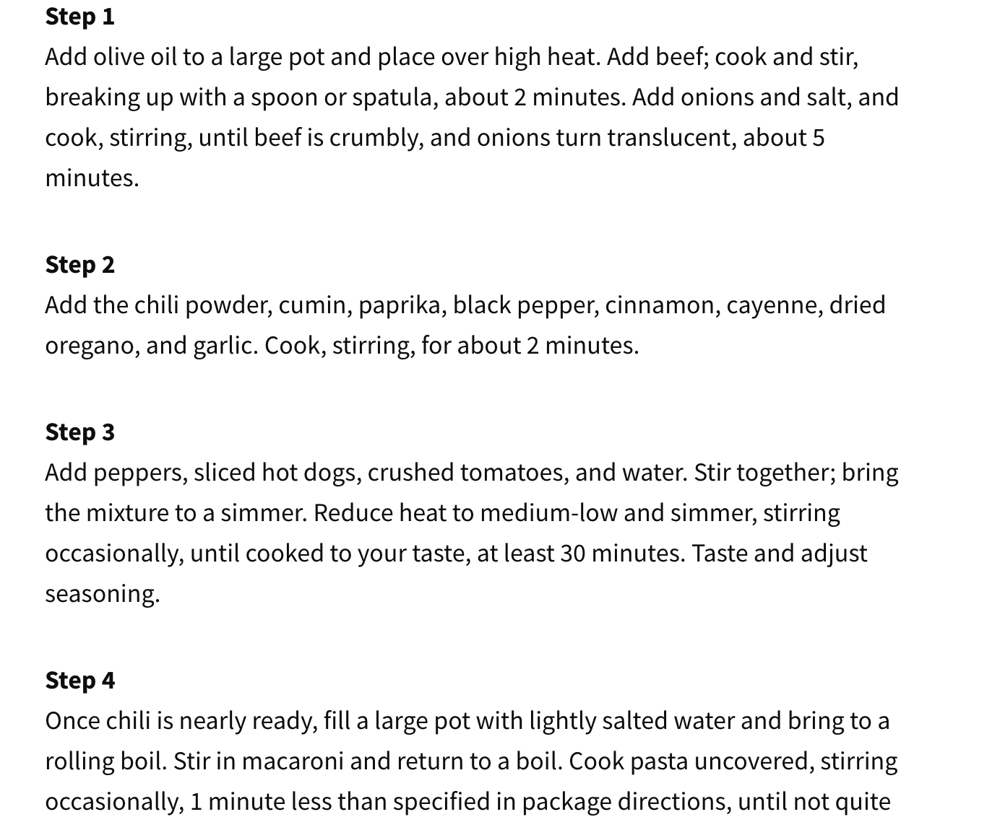 Step 1
Add olive oil to a large pot and place over high heat. Add beef; cook and stir,
breaking up with a spoon or spatula, about 2 minutes. Add onions and salt, and
cook, stirring, until beef is crumbly, and onions turn translucent, about 5
minutes.
Step 2
Add the chili powder, cumin, paprika, black pepper, cinnamon, cayenne, dried
oregano, and garlic. Cook, stirring, for about 2 minutes.
Step 3
Add peppers, sliced hot dogs, crushed tomatoes, and water. Stir together; bring
the mixture to a simmer. Reduce heat to medium-low and simmer, stirring
occasionally, until cooked to your taste, at least 30 minutes. Taste and adjust
seasoning.
Step 4
Once chili is nearly ready, fill a large pot with lightly salted water and bring to a
rolling boil. Stir in macaroni and return to a boil. Cook pasta uncovered, stirring
occasionally, 1 minute less than specified in package directions, until not quite